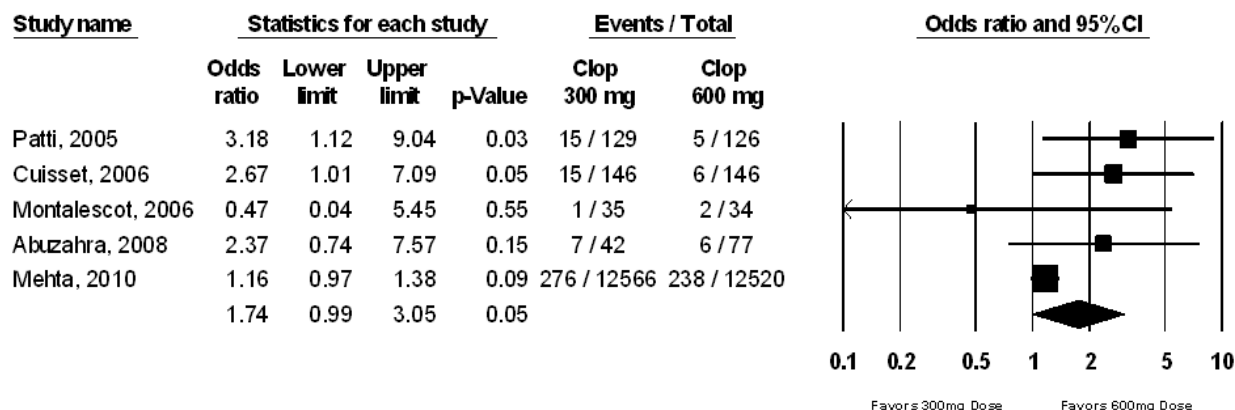 Study name Statistics for each study Events / Total Odds ratio and 95%CI
Odds ratio Lower limit Upper limit p-Value Clop 300 mg Clop 600 mg
Patti, 2005 3.18 1.12 9.04 0.03 15 / 129 5 / 126
Cuisset, 2006 2.67 1.01 7.09 0.05 15 / 146 6 / 146
Montalescot, 2006 0.47 0.04 5.45 0.55 1 / 35 2 / 34
Abuzahra, 2008 2.37 0.74 7.57 0.15 7 / 42 6 / 77
Mehta, 2010 1.16 0.97 1.38 0.09 276 / 12566 238 / 12520
1.74 0.99 3.05 0.05
0.1 0.2 0.5 1 2 5 10
Favors 300mg Dose Favors 600mg Dose